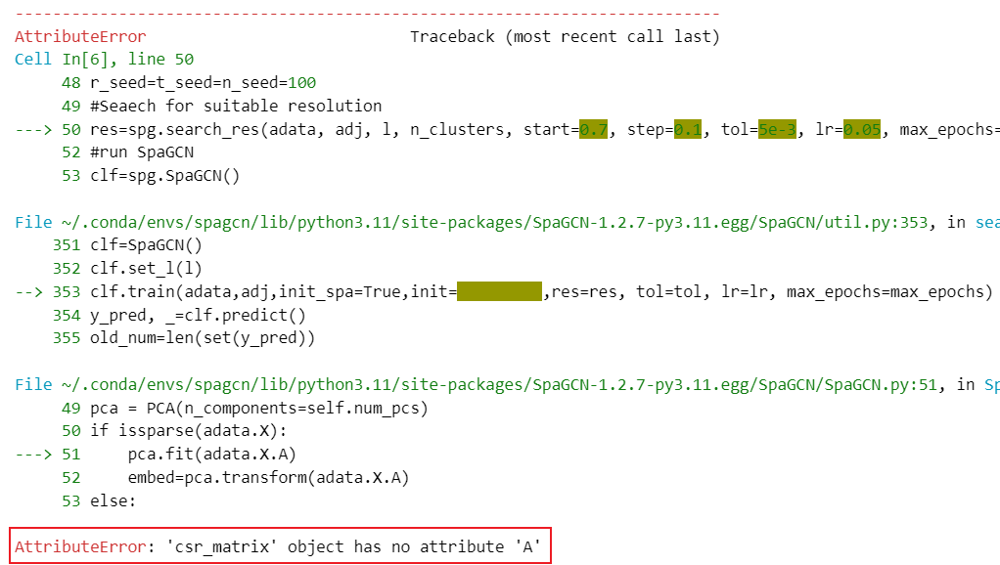 ---------------------------------------------------------------------------
AttributeError                            Traceback (most recent call last)
Cell In[6], line 50
     48 r_seed=t_seed=n_seed=100
     49 #Seaech for suitable resolution
---> 50 res=spg.search_res(adata, adj, l, n_clusters, start=0.7, step=0.1, tol=5e-3, lr=0.05, max_epochs=
     52 #run SpaGCN
     53 clf=spg.SpaGCN()
File ~/.conda/envs/spagcn/lib/python3.11/site-packages/SpaGCN-1.2.7-py3.11.egg/SpaGCN/util.py:353, in sea
    351 clf=SpaGCN()
    352 clf.set_l(l)
--> 353 clf.train(adata,adj,init_spa=True,init=,res=res, tol=tol, lr=lr, max_epochs=max_epochs)
    354 y_pred, _=clf.predict()
    355 old_num=len(set(y_pred))
File ~/.conda/envs/spagcn/lib/python3.11/site-packages/SpaGCN-1.2.7-py3.11.egg/SpaGCN/SpaGCN.py:51, in Sp
     49 pca = PCA(n_components=self.num_pcs)
     50 if issparse(adata.X):
---> 51     pca.fit(adata.X.A)
     52     embed=pca.transform(adata.X.A)
     53 else:
AttributeError: 'csr_matrix' object has no attribute 'A'